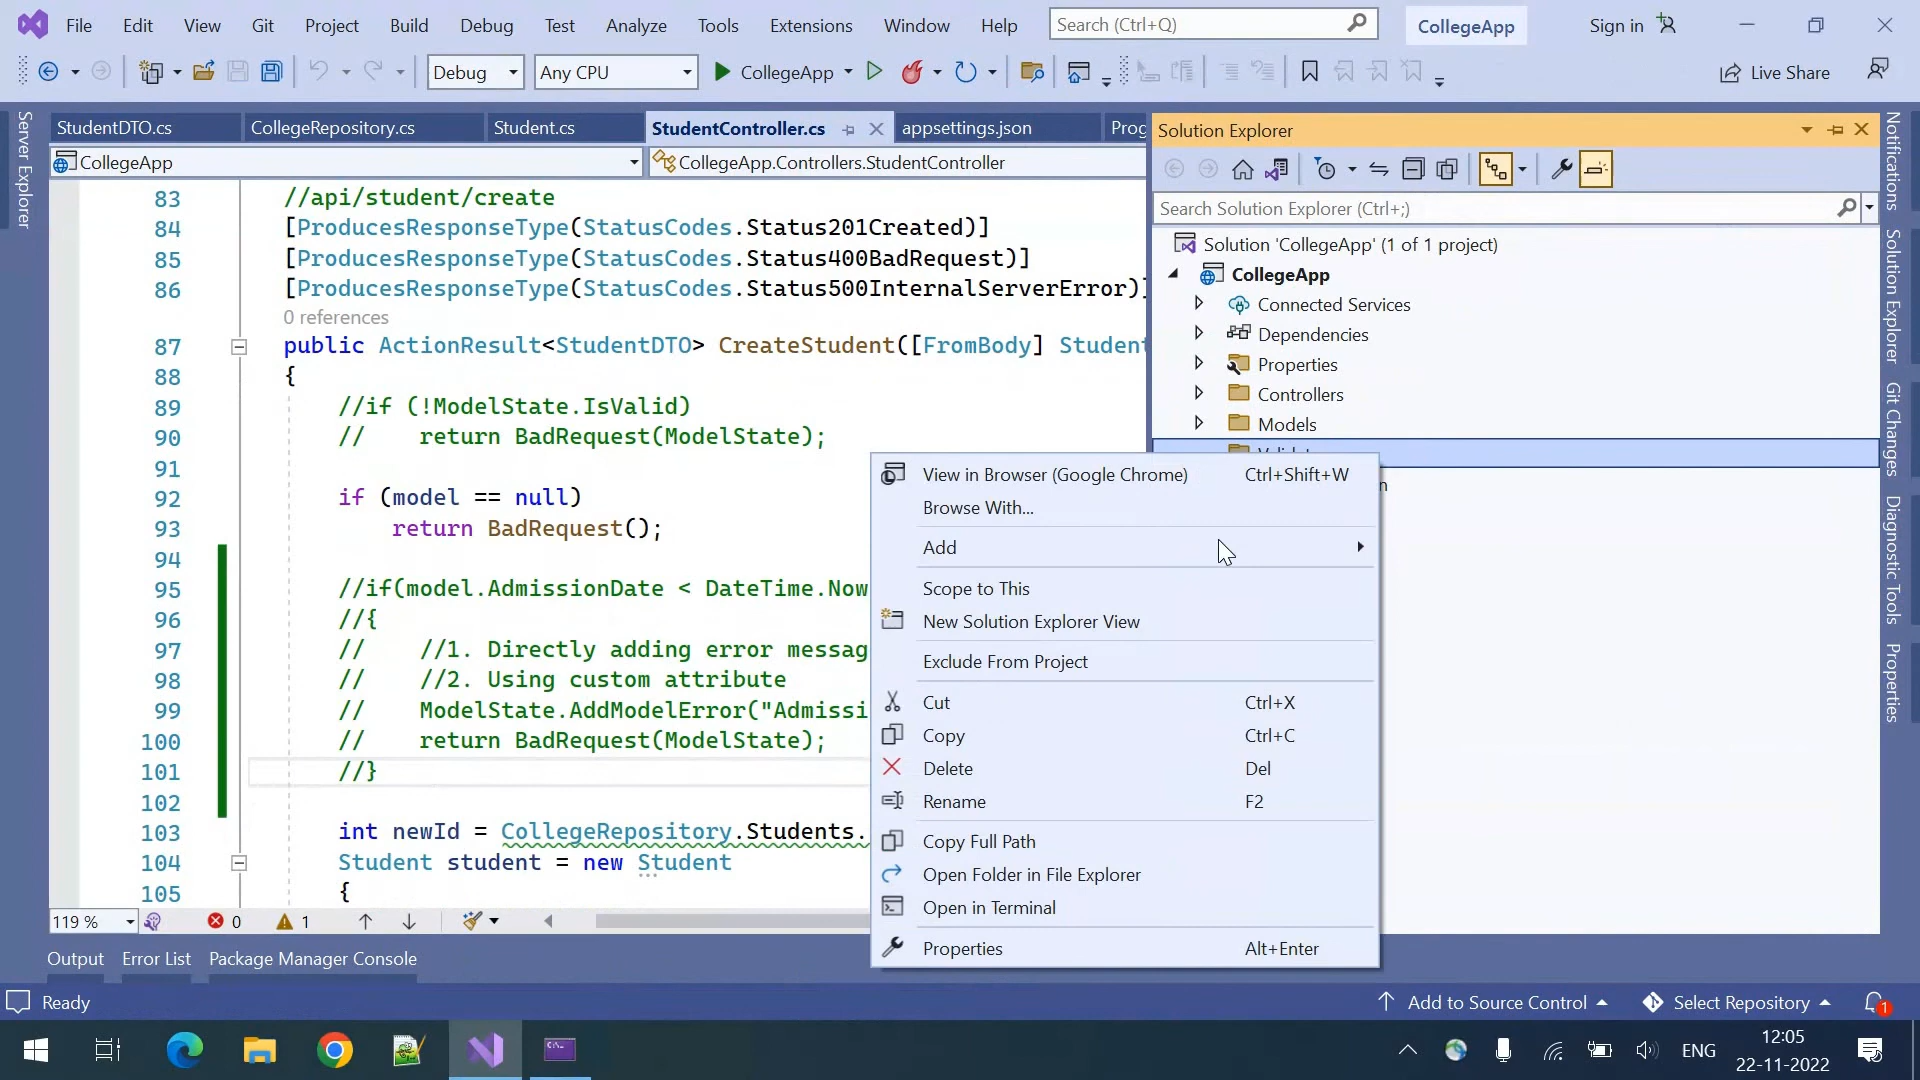 File Edit View Git Project Build Debug Test Analyze Tools Extensions Window Help Search (Ctrl+Q) CollegeApp Sign in
Debug Any CPU CollegeApp Live Share
Server Explorer
StudentDTO.cs CollegeRepository.cs Student.cs StudentController.cs appsettings.json Prog
CollegeApp CollegeApp.Controllers.StudentController
83 //api/student/create
84 [ProducesResponseType(StatusCodes.Status201Created)]
85 [ProducesResponseType(StatusCodes.Status400BadRequest)]
86 [ProducesResponseType(StatusCodes.Status500InternalServerError)]
0 references
87 public ActionResult<StudentDTO> CreateStudent([FromBody] Student
88 {
89 //if (!ModelState.IsValid)
90 //    return BadRequest(ModelState);
91
92 if (model == null)
93 return BadRequest();
94
95 //if(model.AdmissionDate < DateTime.Now
96 //{
97 //    //1. Directly adding error messag
98 //    //2. Using custom attribute
99 //    ModelState.AddModelError("Admissi
100 //    return BadRequest(ModelState);
101 //}
102
103 int newId = CollegeRepository.Students.
104 Student student = new Student
105 {
119 % 0 1
Solution Explorer
Search Solution Explorer (Ctrl+;)
Solution 'CollegeApp' (1 of 1 project)
CollegeApp
Connected Services
Dependencies
Properties
Controllers
Models
n
View in Browser (Google Chrome) Ctrl+Shift+W
Browse With...
Add
Scope to This
New Solution Explorer View
Exclude From Project
Cut Ctrl+X
Copy Ctrl+C
Delete Del
Rename F2
Copy Full Path
Open Folder in File Explorer
Open in Terminal
Properties Alt+Enter
Notifications
Solution Explorer
Git Changes
Diagnostic Tools
Properties
Output Error List Package Manager Console
Ready Add to Source Control Select Repository 1
ENG 12:05
22-11-2022